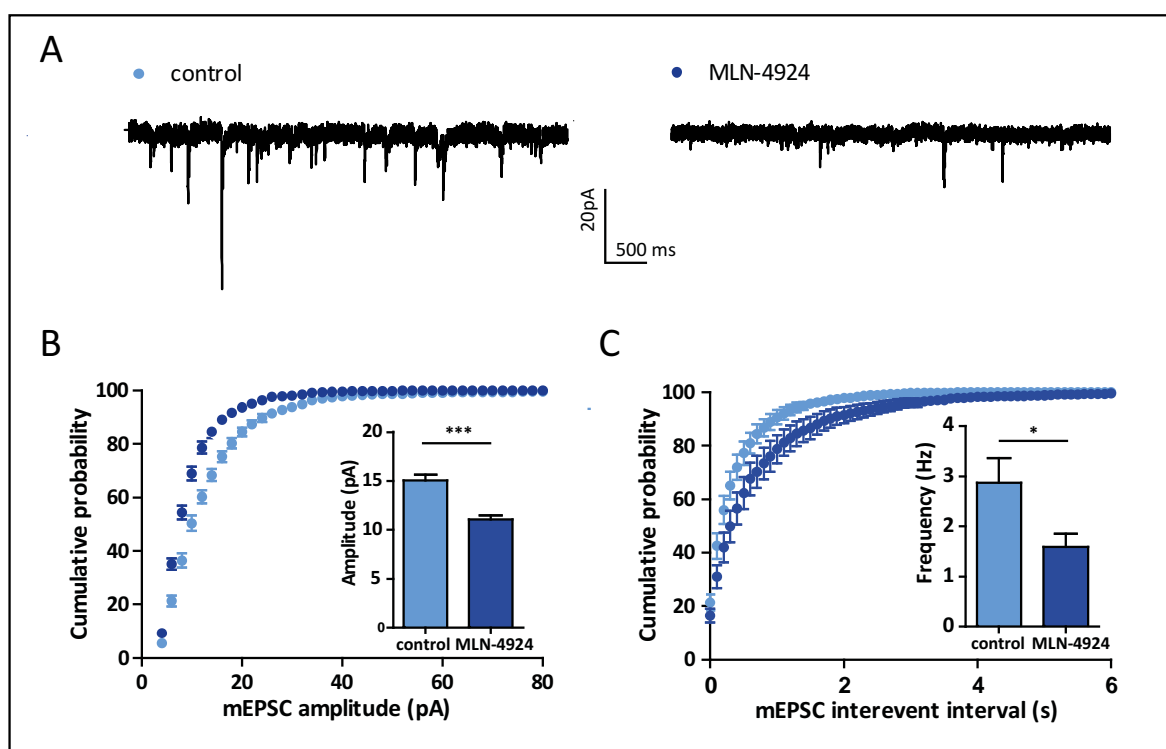 A
control
MLN-4924
20pA
500 ms
B
Cumulative probability
100
80
60
40
20
0
0 20 40 60 80
mEPSC amplitude (pA)
Amplitude (pA)
20
15
10
5
0
***
control MLN-4924
C
Cumulative probability
100
80
60
40
20
0
0 2 4 6
mEPSC interevent interval (s)
Frequency (Hz)
4
3
2
1
0
*
control MLN-4924